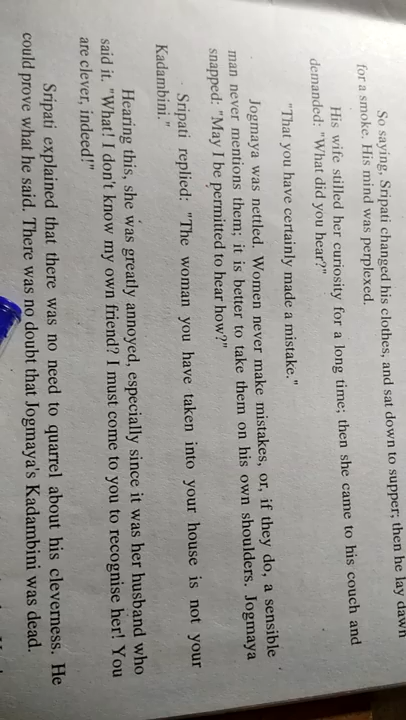 So saying, Sripati changed his clothes, and sat down to supper; then he lay dawn
for a smoke. His mind was perplexed.
His wife stilled her curiosity for a long time; then she came to his couch and
demanded: "What did you hear?"
"That you have certainly made a mistake."
Jogmaya was nettled. Women never make mistakes, or, if they do, a sensible
man never mentions them; it is better to take them on his own shoulders. Jogmaya
snapped: "May I be permitted to hear how?"
Sripati replied: "The woman you have taken into your house is not your
Kadambini."
Hearing this, she was greatly annoyed, especially since it was her husband who
said it. "What! I don't know my own friend? I must come to you to recognise her! You
are clever, indeed!"
Sripati explained that there was no need to quarrel about his cleverness. He
could prove what he said. There was no doubt that Jogmaya's Kadambini was dead.